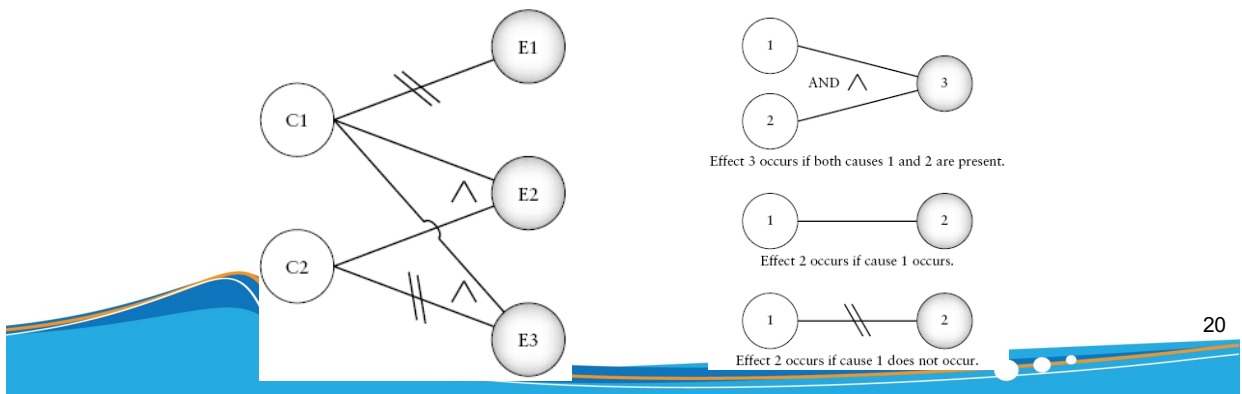 E1
C1
E2
∧
C2
∧
E3
1
AND ∧
3
2
Effect 3 occurs if both causes 1 and 2 are present.
1
2
Effect 2 occurs if cause 1 occurs.
1
2
Effect 2 occurs if cause 1 does not occur.
20